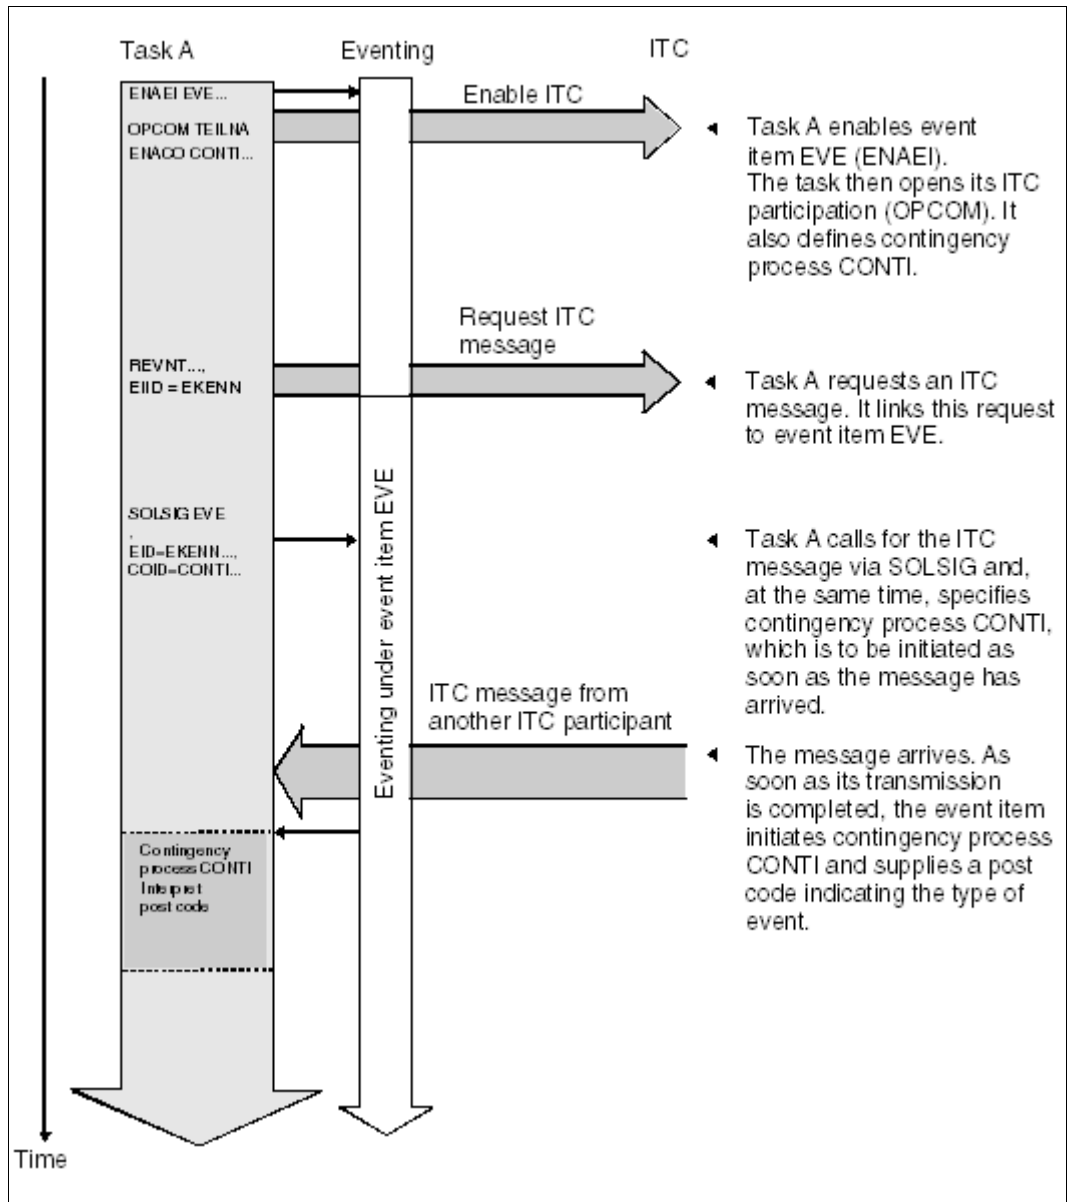 Task A
Eventing
ITC
ENAEI EVE...
Enable ITC
OPCOM TEILNA
ENACO CONTI...
Task A enables event
item EVE (ENAEI).
The task then opens its ITC
participation (OPCOM). It
also defines contingency
process CONTI.
Request ITC
message
REVNT...,
EIID = EKENN
Task A requests an ITC
message. It links this request
to event item EVE.
Eventing under event item EVE
SOLSIG EVE
,
EID=EKENN...,
COID=CONTI...
Task A calls for the ITC
message via SOLSIG and,
at the same time, specifies
contingency process CONTI,
which is to be initiated as
soon as the message has
arrived.
ITC message from
another ITC participant
The message arrives. As
soon as its transmission
is completed, the event item
initiates contingency process
CONTI and supplies a post
code indicating the type of
event.
Contingency
process CONTI
Interpret
post code
Time